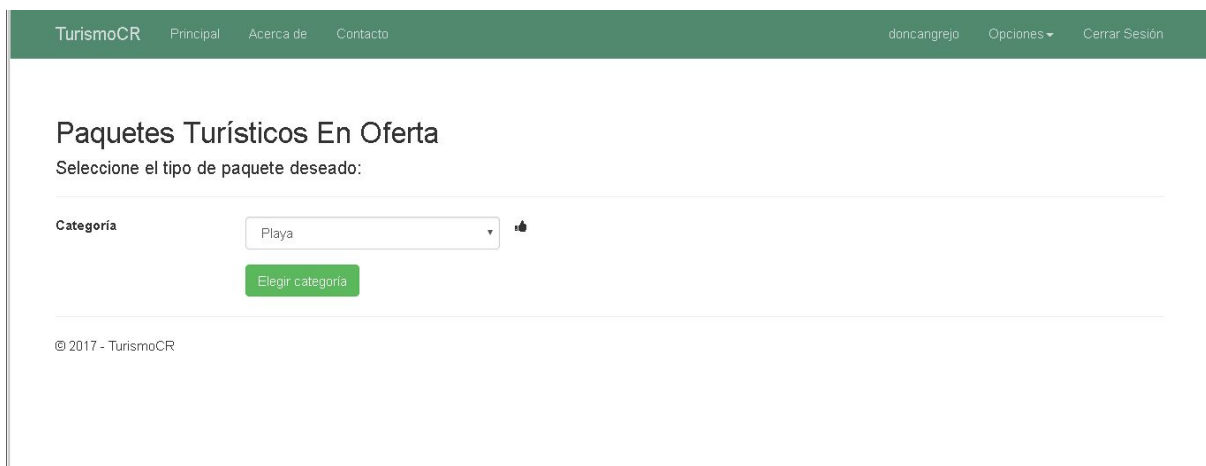 TurismoCR Principal Acerca de Contacto doncangrejo Opciones Cerrar Sesión
Paquetes Turísticos En Oferta
Seleccione el tipo de paquete deseado:
Categoría Playa
Elegir categoría
© 2017 - TurismoCR